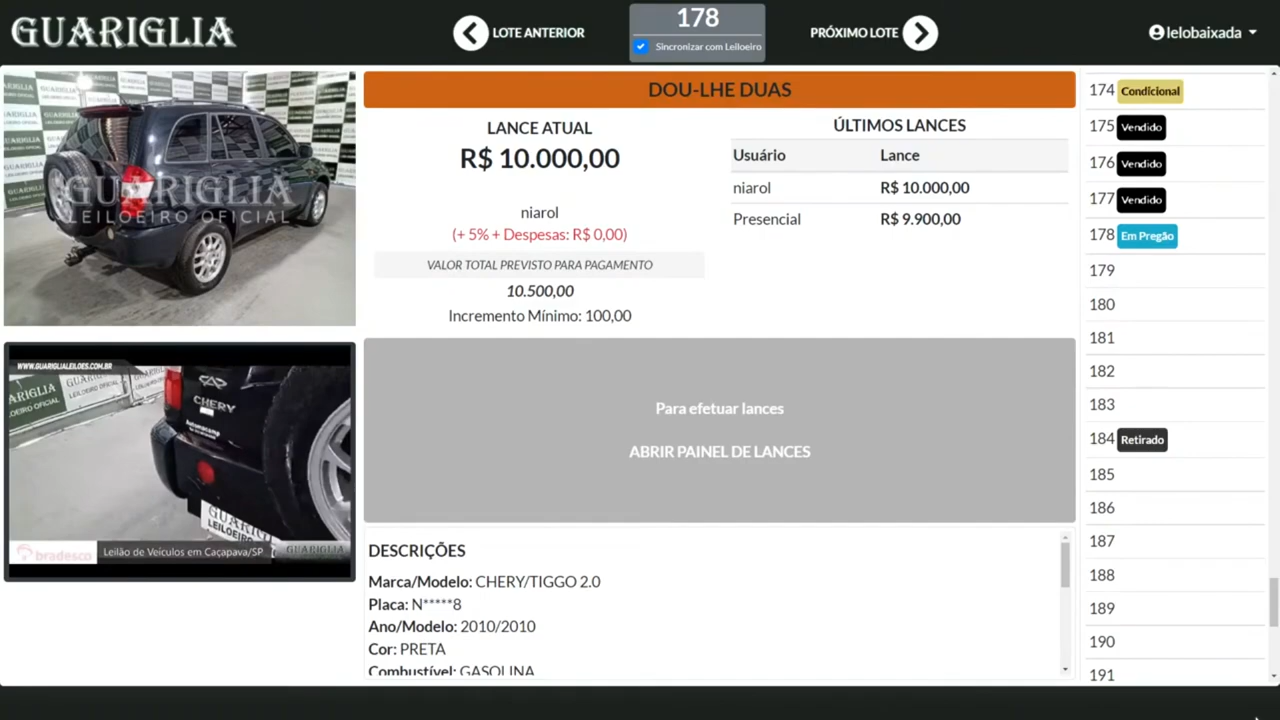 GUARIGLIA
LOTE ANTERIOR
178
Sincronizar com Leiloeiro
PRÓXIMO LOTE
lelobaixada
GUARIGLIA
LEILOEIRO OFICIAL
DOU-LHE DUAS
LANCE ATUAL
R$ 10.000,00
niarol
(+ 5% + Despesas: R$ 0,00)
VALOR TOTAL PREVISTO PARA PAGAMENTO
10.500,00
Incremento Mínimo: 100,00
ÚLTIMOS LANCES
Usuário Lance
niarol R$ 10.000,00
Presencial R$ 9.900,00
WWW.GUARIGLIALEILOES.COM.BR
CHERY
bradesco
Leilão de Veículos em Caçapava/SP
GUARIGLIA
Para efetuar lances
ABRIR PAINEL DE LANCES
DESCRIÇÕES
Marca/Modelo: CHERY/TIGGO 2.0
Placa: N*****8
Ano/Modelo: 2010/2010
Cor: PRETA
Combustível: GASOLINA
174 Condicional
175 Vendido
176 Vendido
177 Vendido
178 Em Pregão
179
180
181
182
183
184 Retirado
185
186
187
188
189
190
191